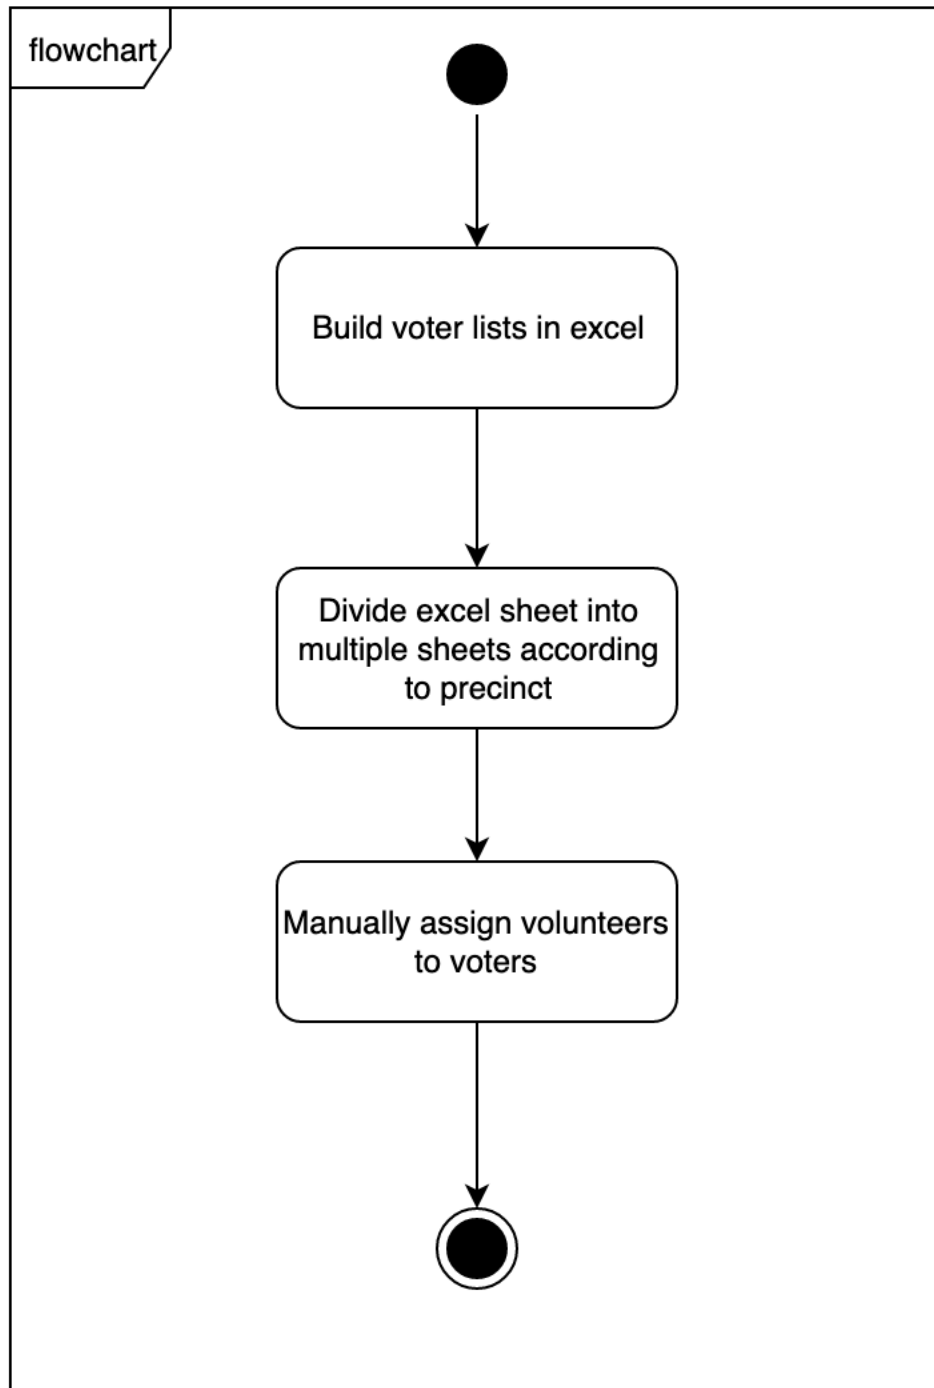 flowchart
Build voter lists in excel
Divide excel sheet into
multiple sheets according
to precinct
Manually assign volunteers
to voters